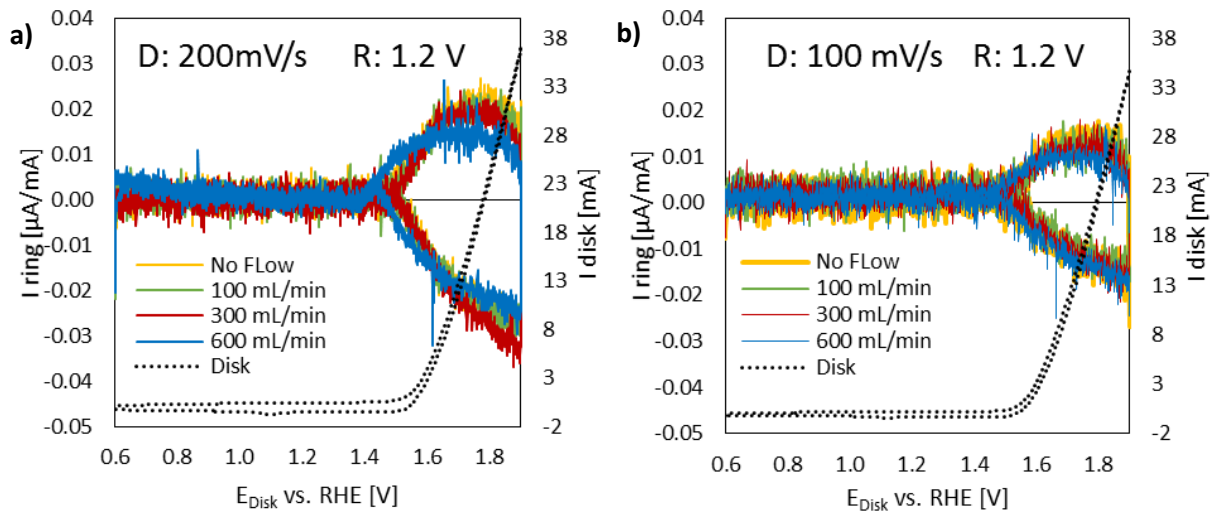 a)
D: 200mV/s R: 1.2 V
I ring [µA/mA]
0.04
0.03
0.02
0.01
0.00
-0.01
-0.02
-0.03
-0.04
-0.05
No FLow
100 mL/min
300 mL/min
600 mL/min
Disk
38
33
28
23
18
13
8
3
-2
I disk [mA]
0.6 0.8 1.0 1.2 1.4 1.6 1.8
EDisk vs. RHE [V]
b)
D: 100 mV/s R: 1.2 V
I ring [µA/mA]
0.04
0.03
0.02
0.01
0.00
-0.01
-0.02
-0.03
-0.04
-0.05
No FLow
100 mL/min
300 mL/min
600 mL/min
Disk
38
33
28
23
18
13
8
3
-2
I disk [mA]
0.6 0.8 1.0 1.2 1.4 1.6 1.8
EDisk vs. RHE [V]